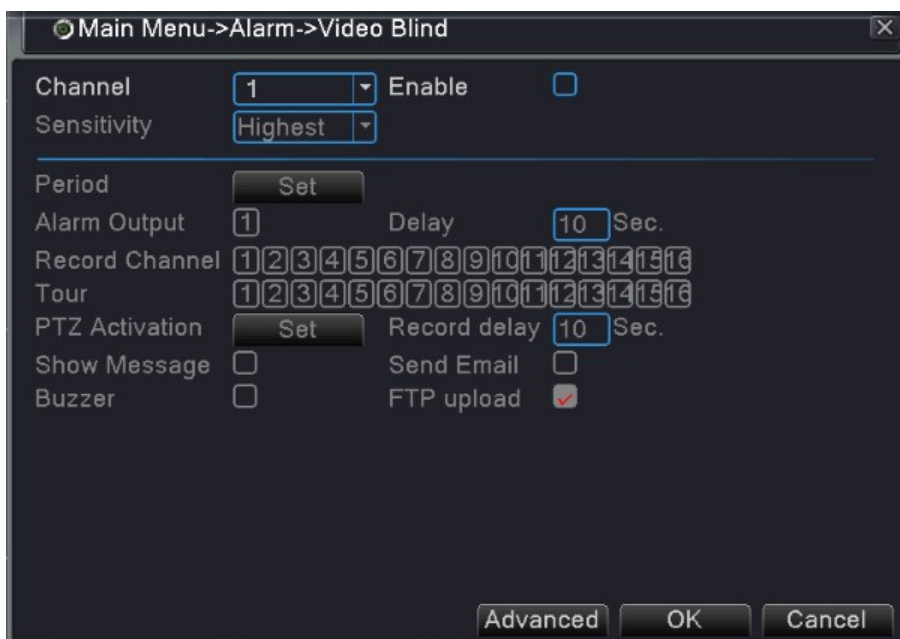 Main Menu->Alarm->Video Blind
Channel 1 Enable
Sensitivity Highest
Period Set
Alarm Output 1 Delay 10 Sec.
Record Channel 1 2 3 4 5 6 7 8 9 10 11 12 13 14 15 16
Tour 1 2 3 4 5 6 7 8 9 10 11 12 13 14 15 16
PTZ Activation Set Record delay 10 Sec.
Show Message Send Email
Buzzer FTP upload
Advanced OK Cancel